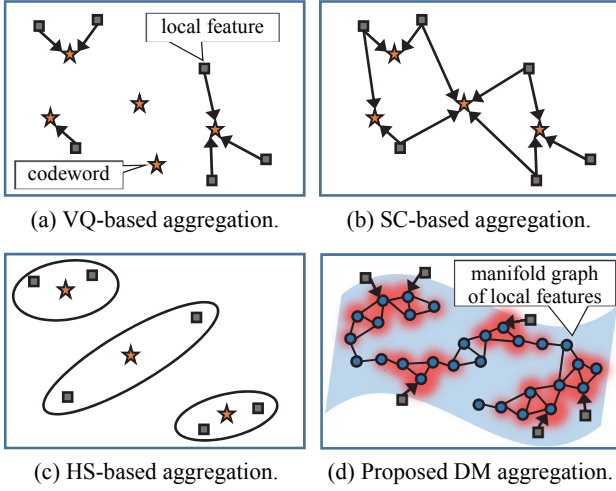 local feature
codeword
(a) VQ-based aggregation.
(b) SC-based aggregation.
manifold graph
of local features
(c) HS-based aggregation.
(d) Proposed DM aggregation.